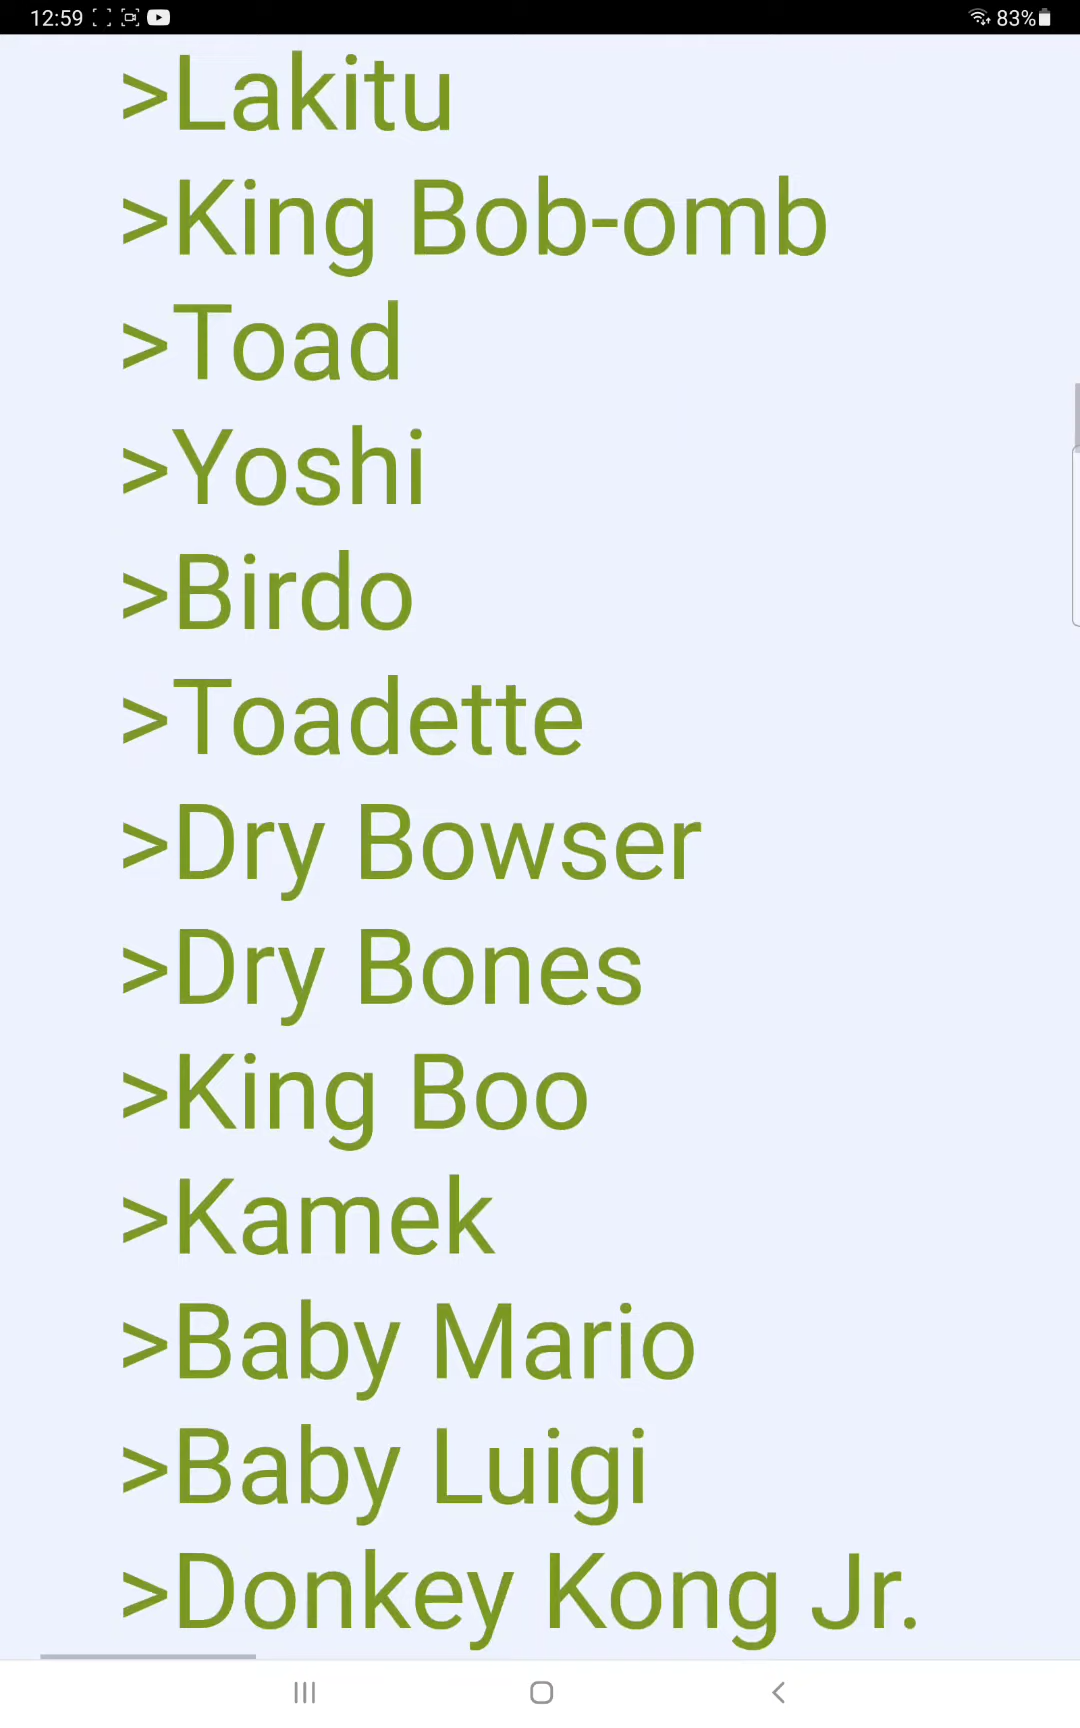 12:59 83%
>Lakitu
>King Bob-omb
>Toad
>Yoshi
>Birdo
>Toadette
>Dry Bowser
>Dry Bones
>King Boo
>Kamek
>Baby Mario
>Baby Luigi
>Donkey Kong Jr.